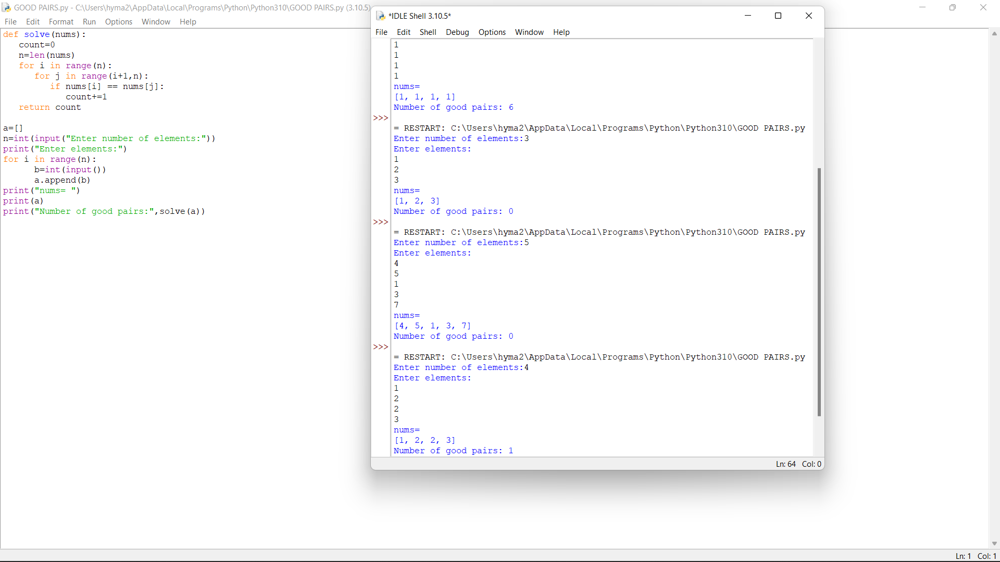 GOOD PAIRS.py - C:\Users\hyma2\AppData\Local\Programs\Python\Python310\GOOD PAIRS.py (3.10.5)
File Edit Format Run Options Window Help
def solve(nums):
   count=0
   n=len(nums)
   for i in range(n):
      for j in range(i+1,n):
         if nums[i] == nums[j]:
            count+=1
   return count
a=[]
n=int(input("Enter number of elements:"))
print("Enter elements:")
for i in range(n):
      b=int(input())
      a.append(b)
print("nums= ")
print(a)
print("Number of good pairs:",solve(a))
*IDLE Shell 3.10.5*
File Edit Shell Debug Options Window Help
1
1
1
1
nums=
[1, 1, 1, 1]
Number of good pairs: 6
>>>
= RESTART: C:\Users\hyma2\AppData\Local\Programs\Python\Python310\GOOD PAIRS.py
Enter number of elements:3
Enter elements:
1
2
3
nums=
[1, 2, 3]
Number of good pairs: 0
>>>
= RESTART: C:\Users\hyma2\AppData\Local\Programs\Python\Python310\GOOD PAIRS.py
Enter number of elements:5
Enter elements:
4
5
1
3
7
nums=
[4, 5, 1, 3, 7]
Number of good pairs: 0
>>>
= RESTART: C:\Users\hyma2\AppData\Local\Programs\Python\Python310\GOOD PAIRS.py
Enter number of elements:4
Enter elements:
1
2
2
3
nums=
[1, 2, 2, 3]
Number of good pairs: 1
Ln: 64 Col: 0
Ln: 1 Col: 1